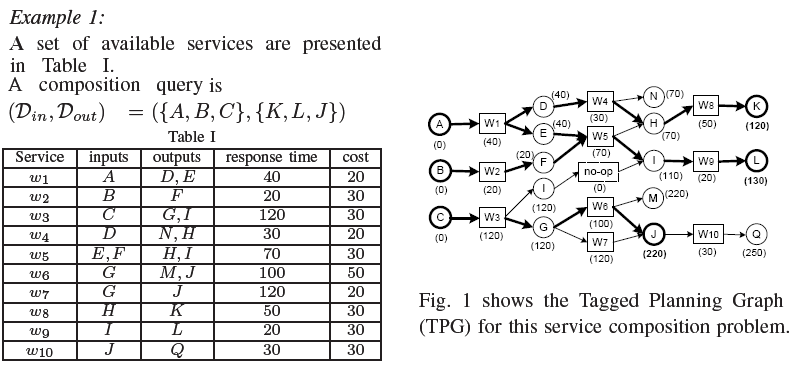 Example 1:
A set of available services are presented
in Table I.
A composition query is
(D_in, D_out) = ({A, B, C}, {K, L, J})
Table I
Service inputs outputs response time cost
w1 A D, E 40 20
w2 B F 20 30
w3 C G, I 120 30
w4 D N, H 30 20
w5 E, F H, I 70 30
w6 G M, J 100 50
w7 G J 120 20
w8 H K 50 30
w9 I L 20 30
w10 J Q 30 30
A (0)
B (0)
C (0)
W1 (40)
W2 (20)
W3 (120)
D (40)
E (40)
F (20)
I (120)
G (120)
W4 (30)
W5 (70)
no-op (0)
W6 (100)
W7 (120)
N (70)
H (70)
I (110)
M (220)
J (220)
W8 (50)
W9 (20)
W10 (30)
K (120)
L (130)
Q (250)
Fig. 1 shows the Tagged Planning Graph
(TPG) for this service composition problem.